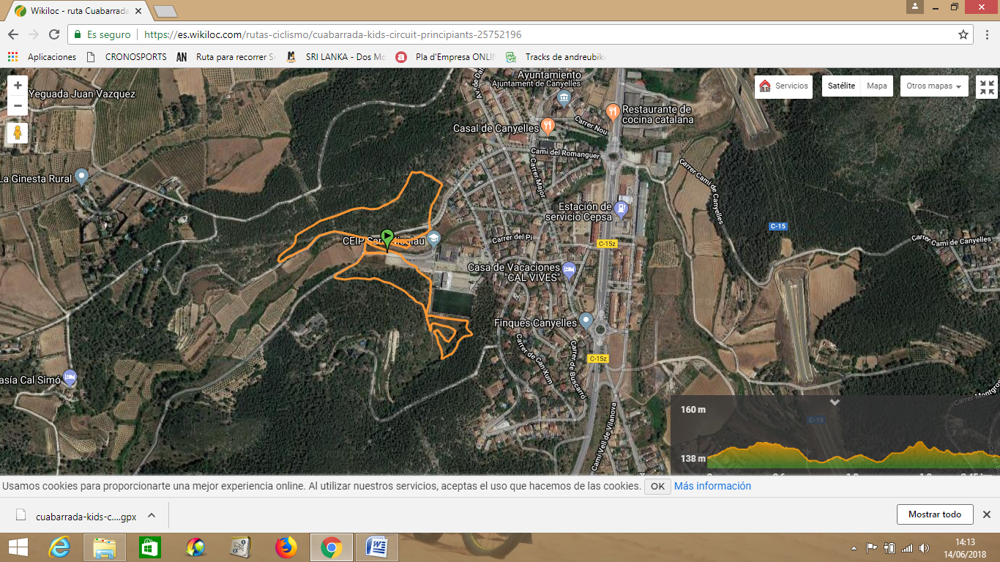 Wikiloc - ruta Cuabarrada
Es seguro https://es.wikiloc.com/rutas-ciclismo/cuabarrada-kids-circuit-principiants-25752196
Aplicaciones CRONOSPORTS AN Ruta para recorrer SRI LANKA - Dos a Pla d'Empresa Tracks de andreubik
Yeguada Juan Vazquez
Ayuntamiento
Ajuntament de Canyelles
Servicios Satélite Mapa Otros mapas
Restaurante de
cocina catalana
Casal de Canyelles
Carrer Nou
Camí del Romanguer
Carrer Major
Carrer Cami de Canyelles
La Ginesta Rural
Estación de
servicio Cepsa
C-15
CEIP
Carrer del Pi
C-15z
Carrer Cami de Canyelles
Casa de Vacaciones
"CAL VIVES"
Finques Canyelles
Carrer de Can Xum
Carrer de Buscarró
C-15z
asía Cal Simó
Camí Vell de Vilanova
Carrer Montgros
160 m
C-15
138 m
Usamos cookies para proporcionarte una mejor experiencia online. Al utilizar nuestros servicios, aceptas el uso que hacemos de las cookies. OK Más información
cuabarrada-kids-c....gpx Mostrar todo
14:13
14/06/2018